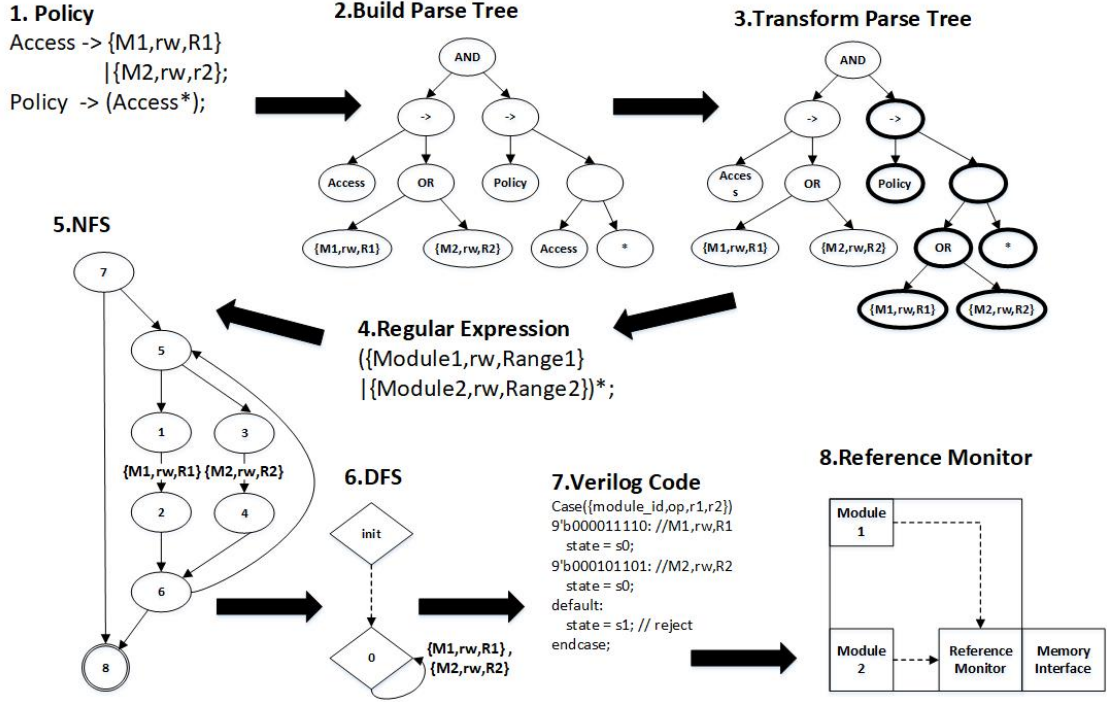 1. Policy
Access -> {M1,rw,R1}
|{M2,rw,r2};
Policy -> (Access*);
2.Build Parse Tree
AND
->
->
Access
OR
Policy
{M1,rw,R1}
{M2,rw,R2}
Access
*
3.Transform Parse Tree
AND
->
->
Acces
s
OR
Policy
{M1,rw,R1}
{M2,rw,R2}
OR
*
{M1,rw,R1}
{M2,rw,R2}
4.Regular Expression
({Module1,rw,Range1}
|{Module2,rw,Range2})*;
5.NFS
7
5
1
3
{M1,rw,R1}
{M2,rw,R2}
2
4
6
8
6.DFS
init
0
{M1,rw,R1} ,
{M2,rw,R2}
7.Verilog Code
Case({module_id,op,r1,r2})
9'b000011110: //M1,rw,R1
state = s0;
9'b000101101: //M2,rw,R2
state = s0;
default:
state = s1; // reject
endcase;
8.Reference Monitor
Module
1
Module
2
Reference
Monitor
Memory
Interface